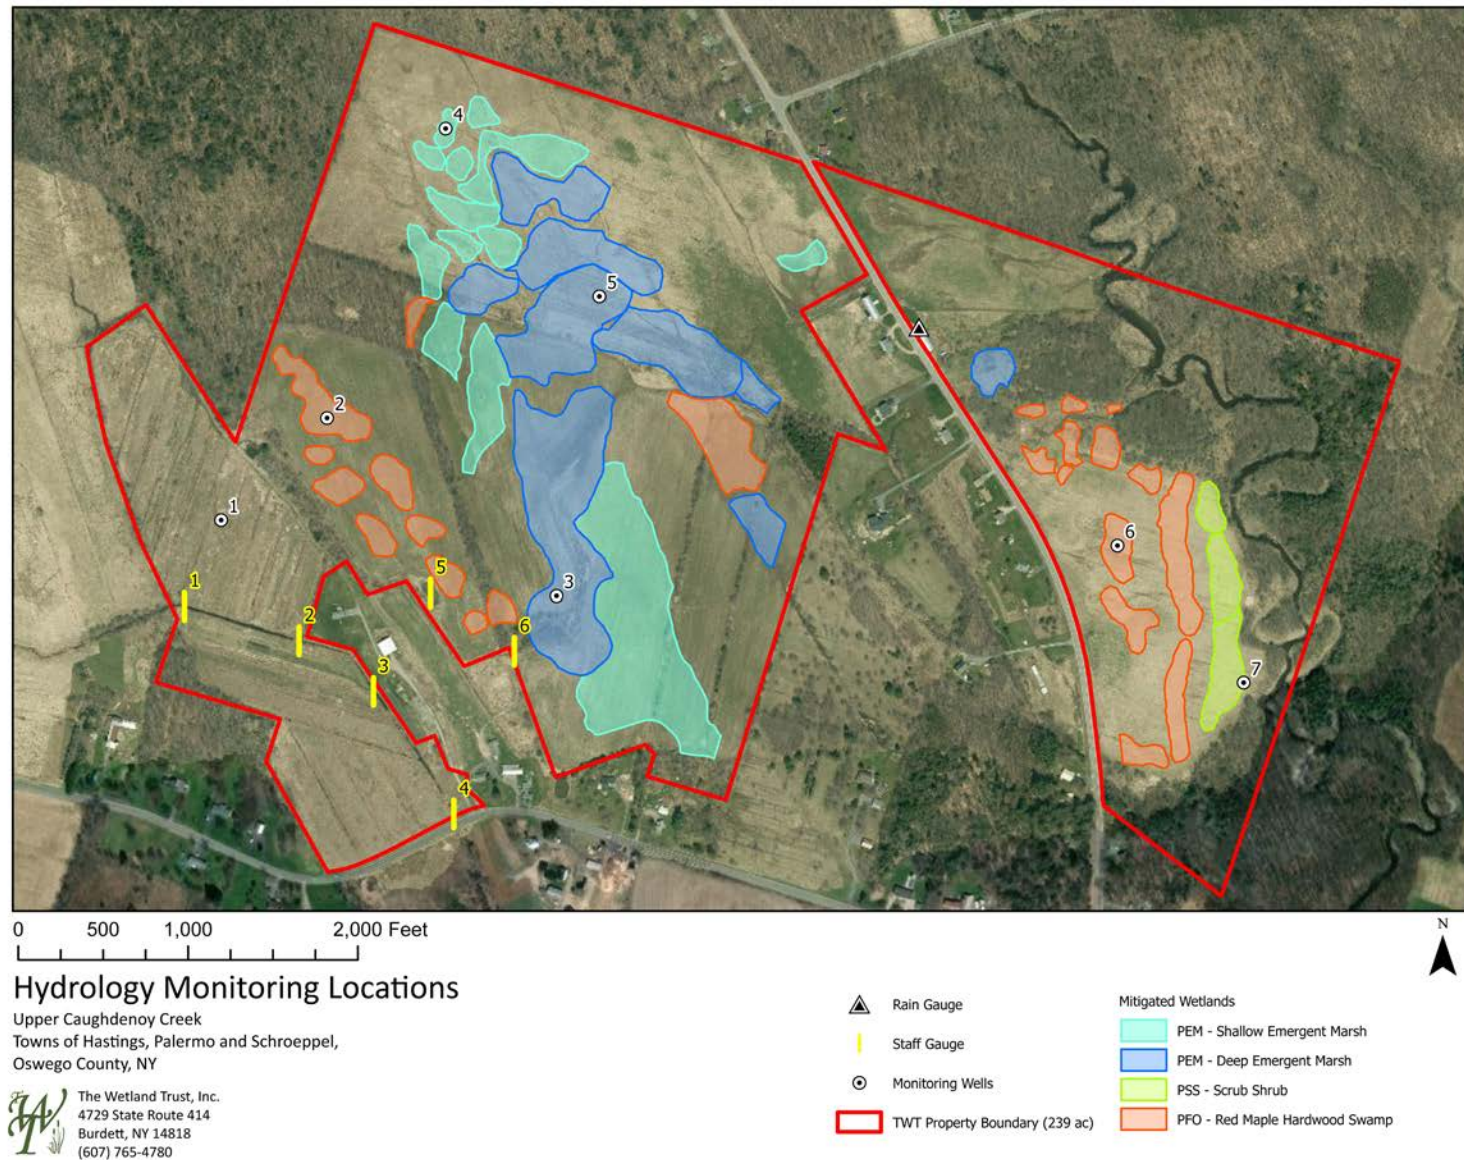 4
5
2
1
3
6
7
1
2
3
4
5
6
0 500 1,000 2,000 Feet
N
Hydrology Monitoring Locations
Upper Caughdenoy Creek
Towns of Hastings, Palermo and Schroeppel,
Oswego County, NY
The Wetland Trust, Inc.
4729 State Route 414
Burdett, NY 14818
(607) 765-4780
Rain Gauge
Staff Gauge
Monitoring Wells
TWT Property Boundary (239 ac)
Mitigated Wetlands
PEM - Shallow Emergent Marsh
PEM - Deep Emergent Marsh
PSS - Scrub Shrub
PFO - Red Maple Hardwood Swamp